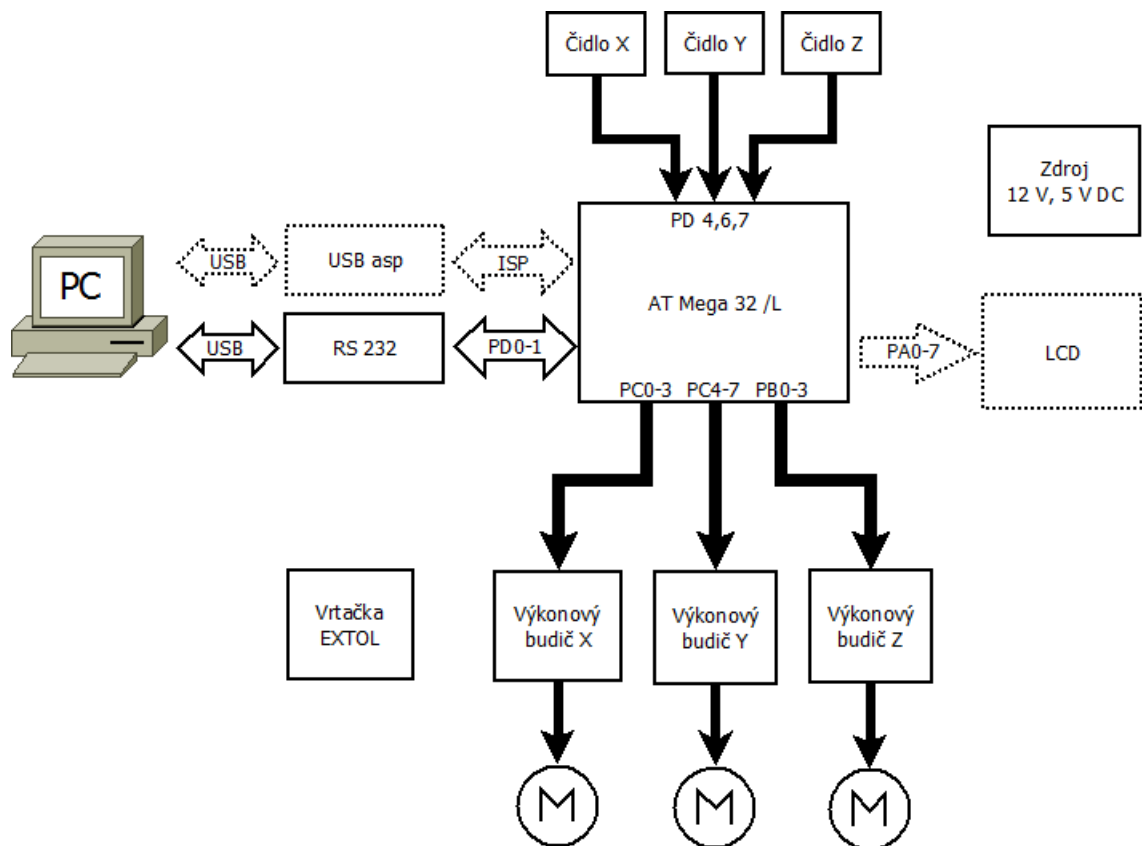 Čidlo X
Čidlo Y
Čidlo Z
Zdroj
12 V, 5 V DC
PD 4,6,7
PC
USB
USB asp
ISP
AT Mega 32 /L
USB
RS 232
PD0-1
PA0-7
LCD
PC0-3
PC4-7
PB0-3
Vrtačka
EXTOL
Výkonový
budič X
Výkonový
budič Y
Výkonový
budič Z
M
M
M